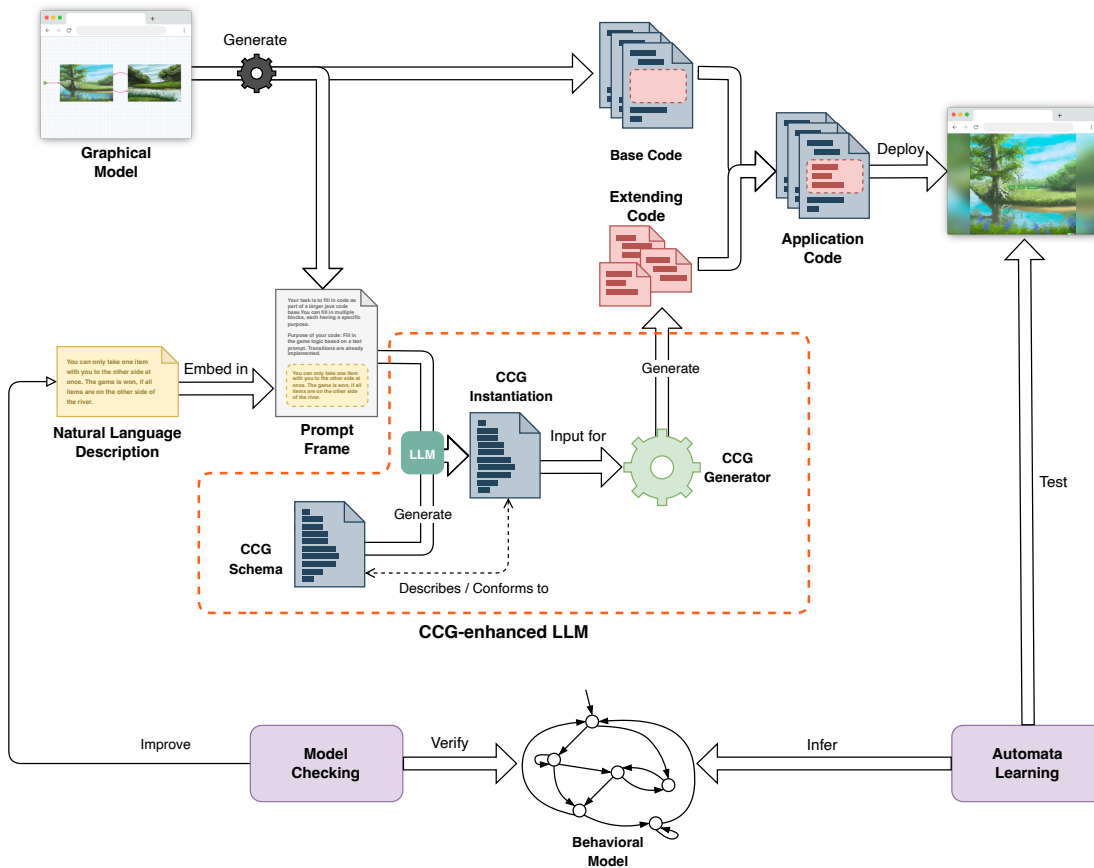 Generate
Graphical
Model
Base Code
Extending
Code
Application
Code
Deploy
Your task is to fill in code as
part of a larger java code
base.You can fill in multiple
blocks, each having a specific
purpose.
Purpose of your code: Fill in
the game logic based on a text
prompt. Transitions are already
implemented.
You can only take one item
with you to the other side at
once. The game is won, if all
items are on the other side
of the river.
You can only take one item
with you to the other side at
once. The game is won, if all
items are on the other side of
the river.
Embed in
Natural Language
Description
Prompt
Frame
CCG
Instantiation
Generate
LLM
Input for
CCG
Generator
Generate
CCG
Schema
Describes / Conforms to
CCG-enhanced LLM
Test
Improve
Model
Checking
Verify
Infer
Automata
Learning
Behavioral
Model